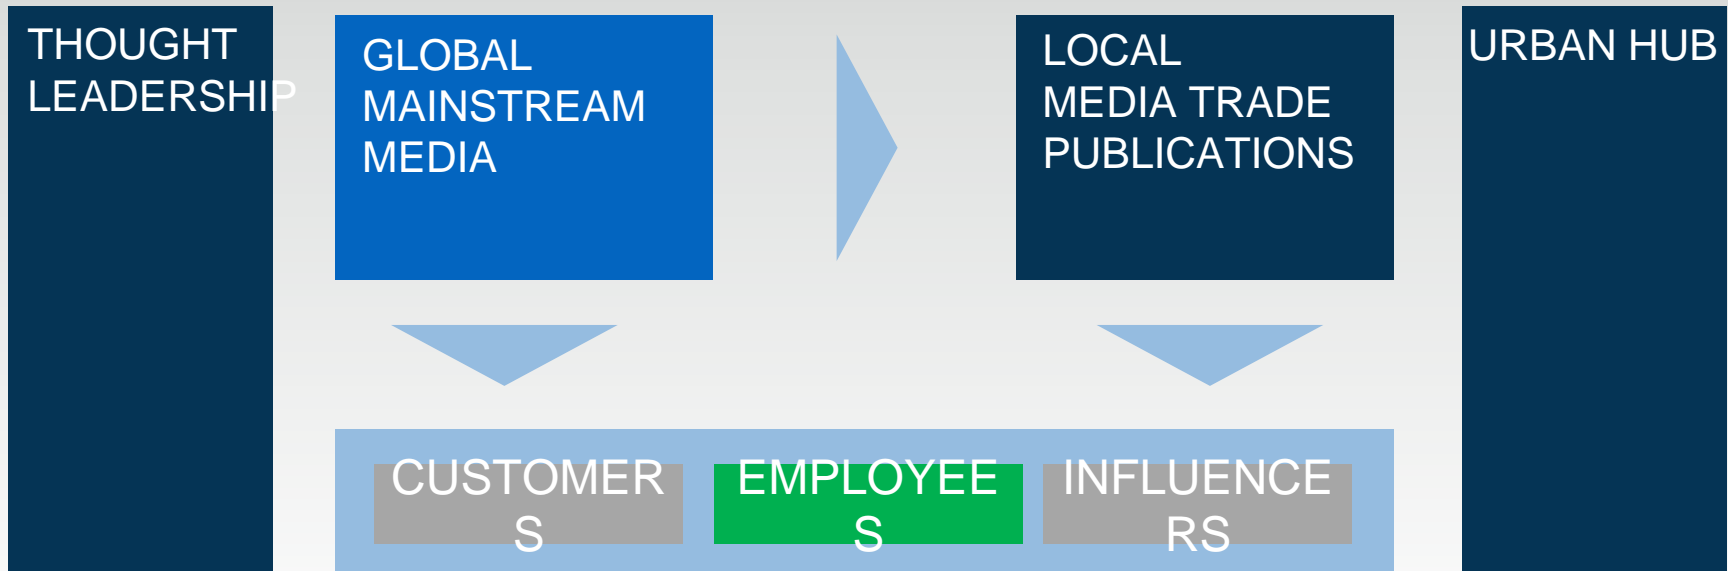 THOUGHT
LEADERSHIP
GLOBAL
MAINSTREAM
MEDIA
LOCAL
MEDIA TRADE
PUBLICATIONS
URBAN HUB
CUSTOMER
S
EMPLOYEE
S
INFLUENCE
RS